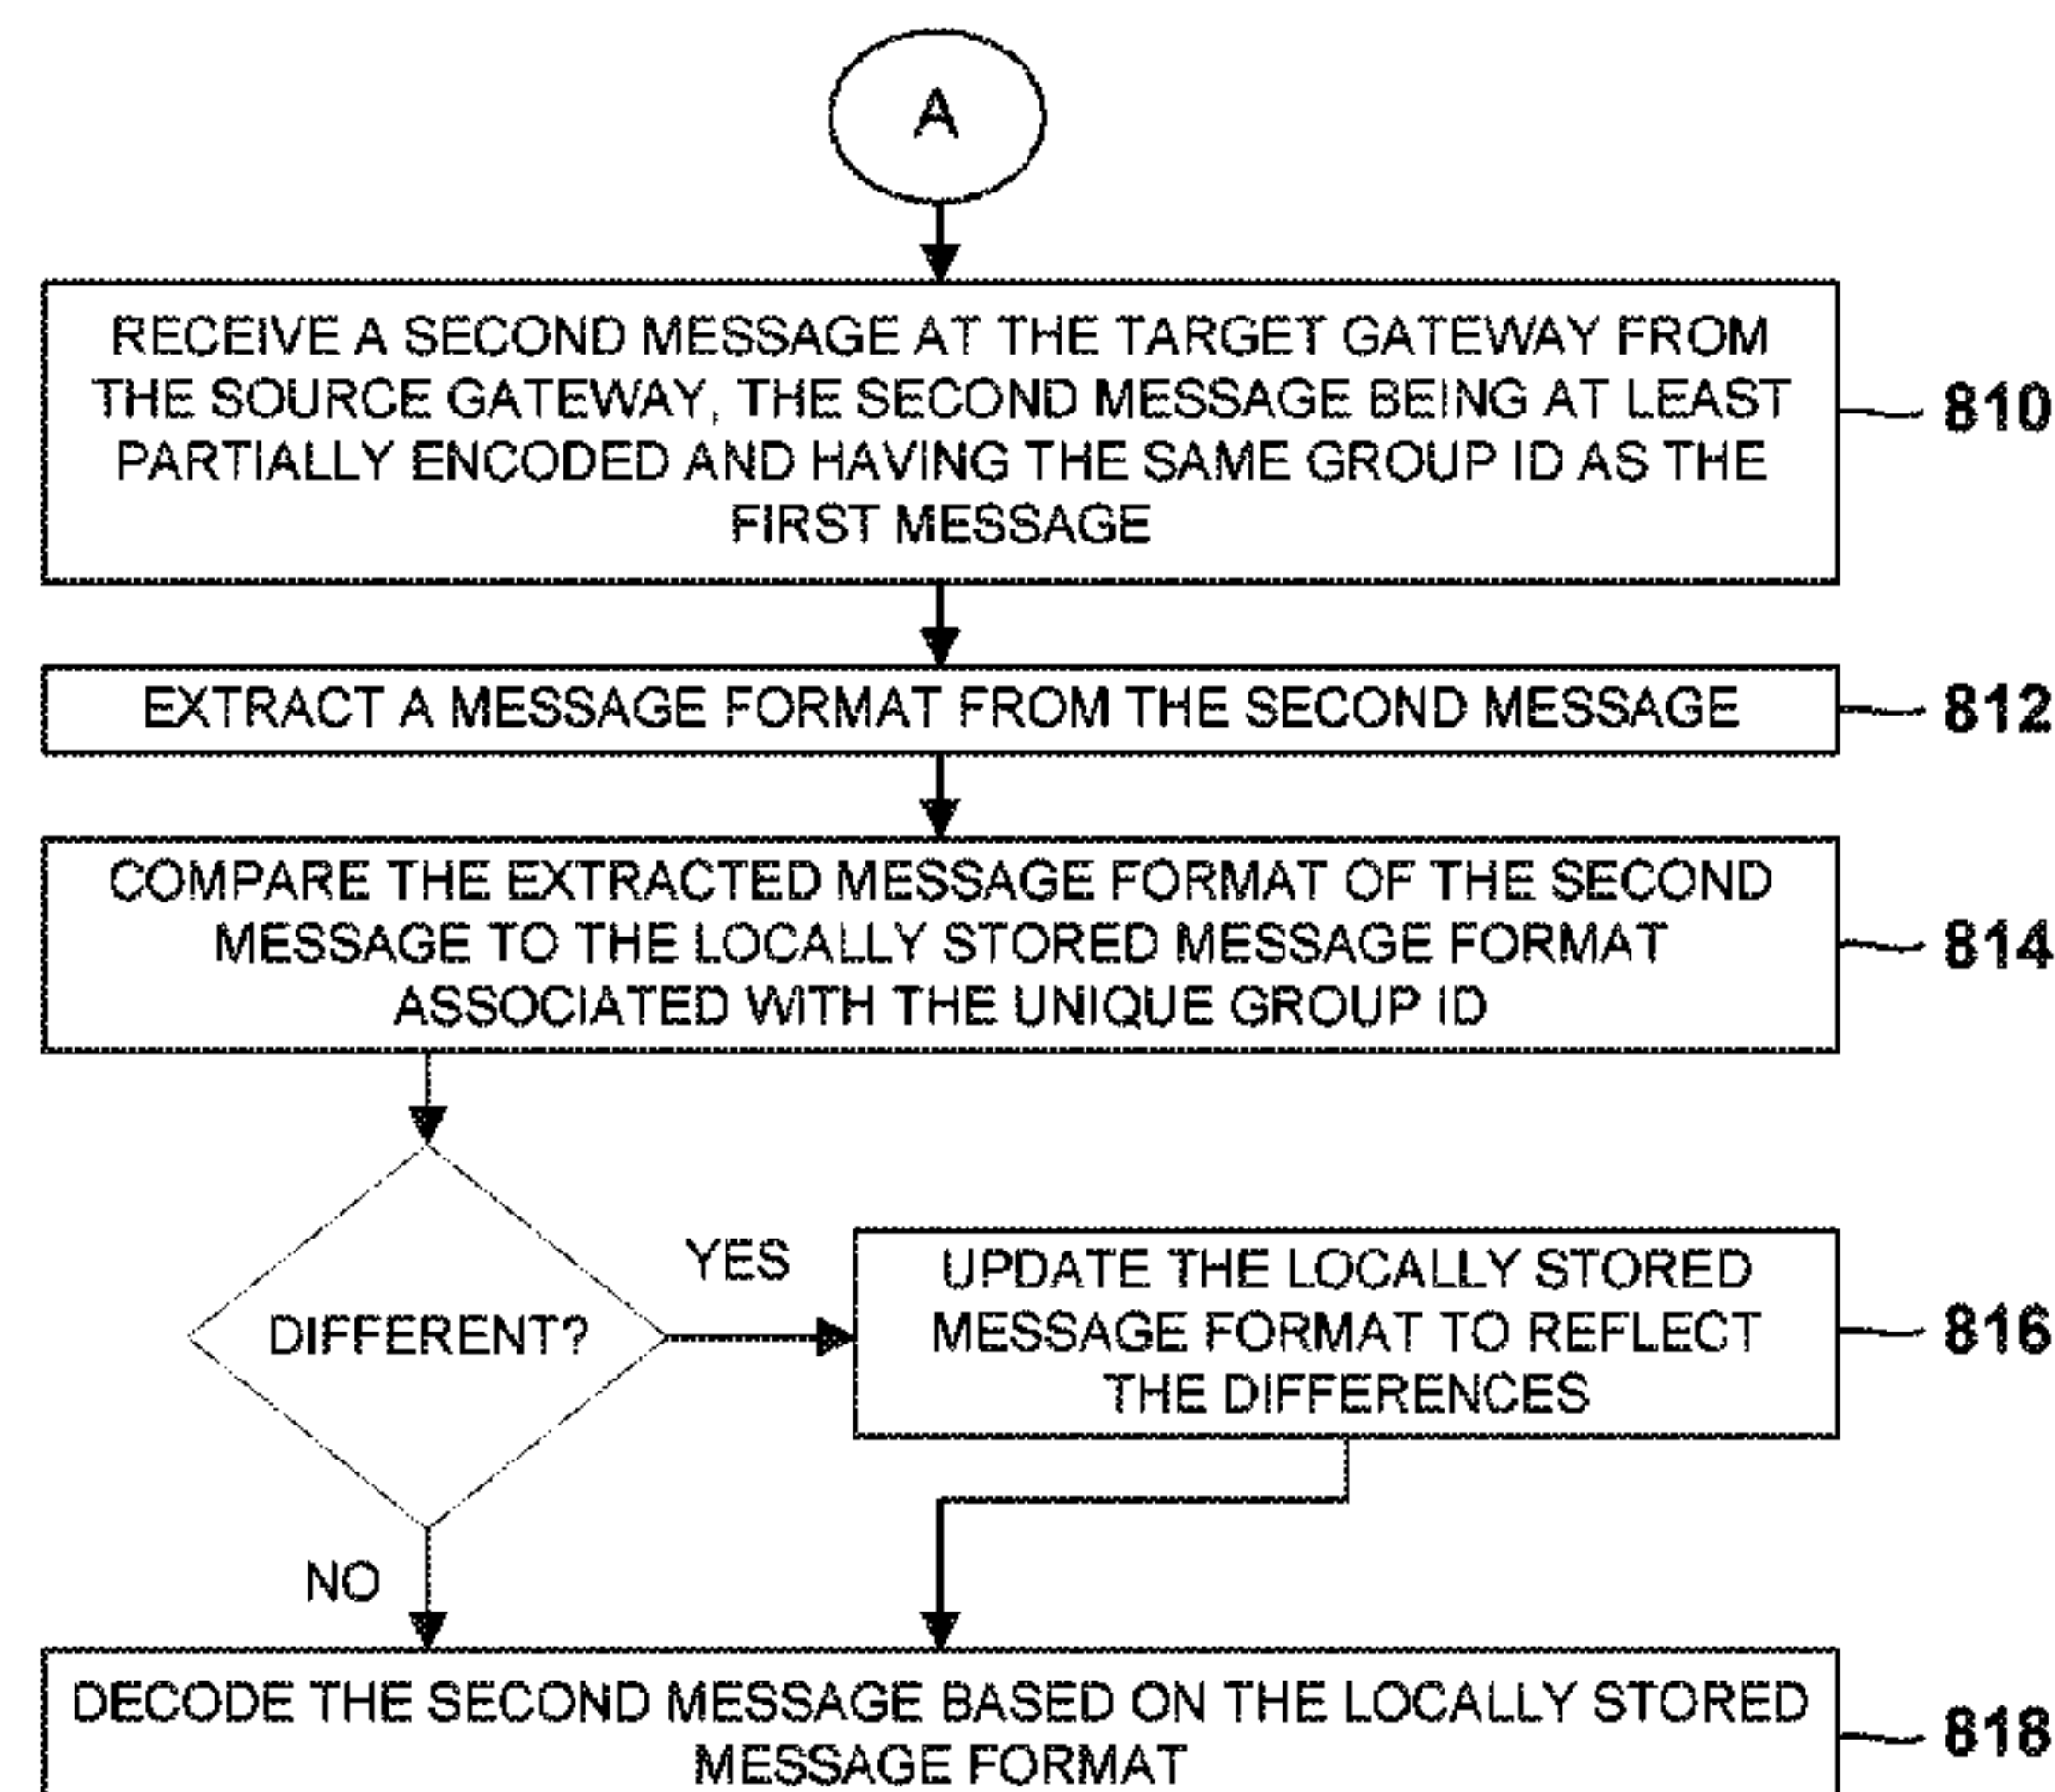 A
RECEIVE A SECOND MESSAGE AT THE TARGET GATEWAY FROM
THE SOURCE GATEWAY, THE SECOND MESSAGE BEING AT LEAST
PARTIALLY ENCODED AND HAVING THE SAME GROUP ID AS THE
FIRST MESSAGE
810
EXTRACT A MESSAGE FORMAT FROM THE SECOND MESSAGE
812
COMPARE THE EXTRACTED MESSAGE FORMAT OF THE SECOND
MESSAGE TO THE LOCALLY STORED MESSAGE FORMAT
ASSOCIATED WITH THE UNIQUE GROUP ID
814
DIFFERENT?
YES
UPDATE THE LOCALLY STORED
MESSAGE FORMAT TO REFLECT
THE DIFFERENCES
816
NO
DECODE THE SECOND MESSAGE BASED ON THE LOCALLY STORED
MESSAGE FORMAT
818